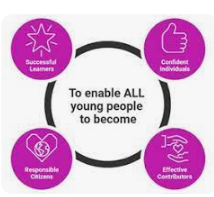 Successful
Learners
Confident
Individuals
To enable ALL
young people
to become
Responsible
Citizens
Effective
Contributors